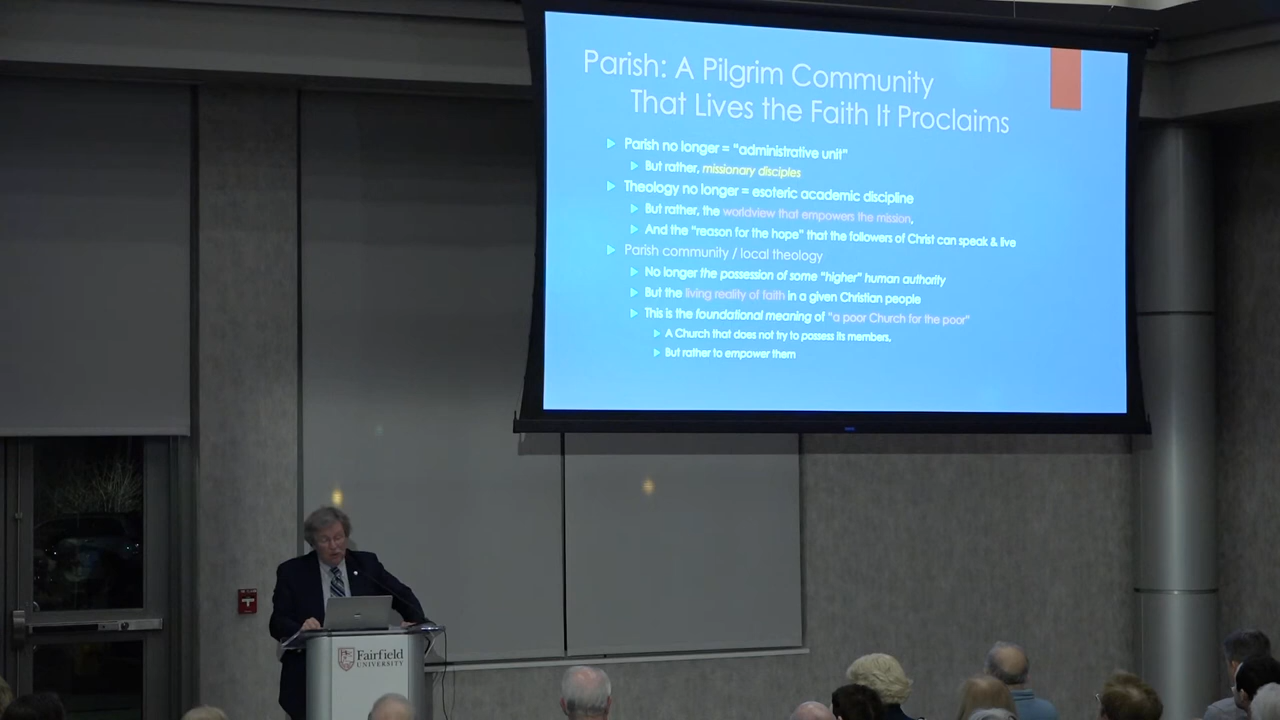 Parish: A Pilgrim Community
That Lives the Faith It Proclaims
Parish no longer = “administrative unit”
But rather, missionary disciples
Theology no longer = esoteric academic discipline
But rather, the worldview that empowers the mission,
And the “reason for the hope” that the followers of Christ can speak & live
Parish community / local theology
No longer the possession of some “higher” human authority
But the living reality of faith in a given Christian people
This is the foundational meaning of “a poor Church for the poor”
A Church that does not try to possess its members,
But rather to empower them
Fairfield
UNIVERSITY